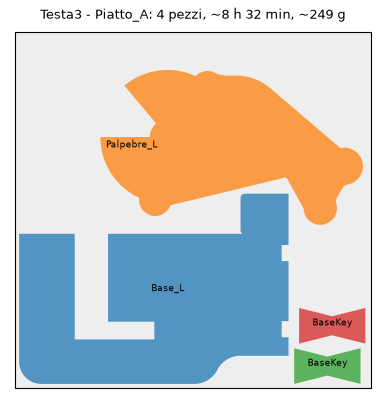 Testa3 - Piatto_A: 4 pezzi, ~8 h 32 min, ~249 g
Palpebre_L
Base_L
BaseKey
BaseKey